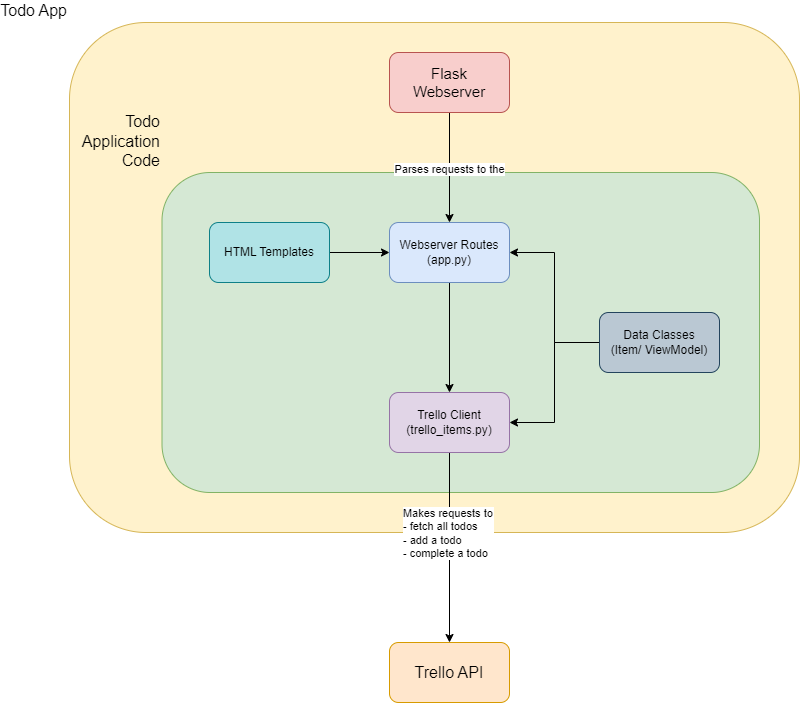 Todo App
Flask
Webserver
Todo
Application
Code
Parses requests to the
HTML Templates
Webserver Routes
(app.py)
Data Classes
(Item/ ViewModel)
Trello Client
(trello_items.py)
Makes requests to
- fetch all todos
- add a todo
- complete a todo
Trello API